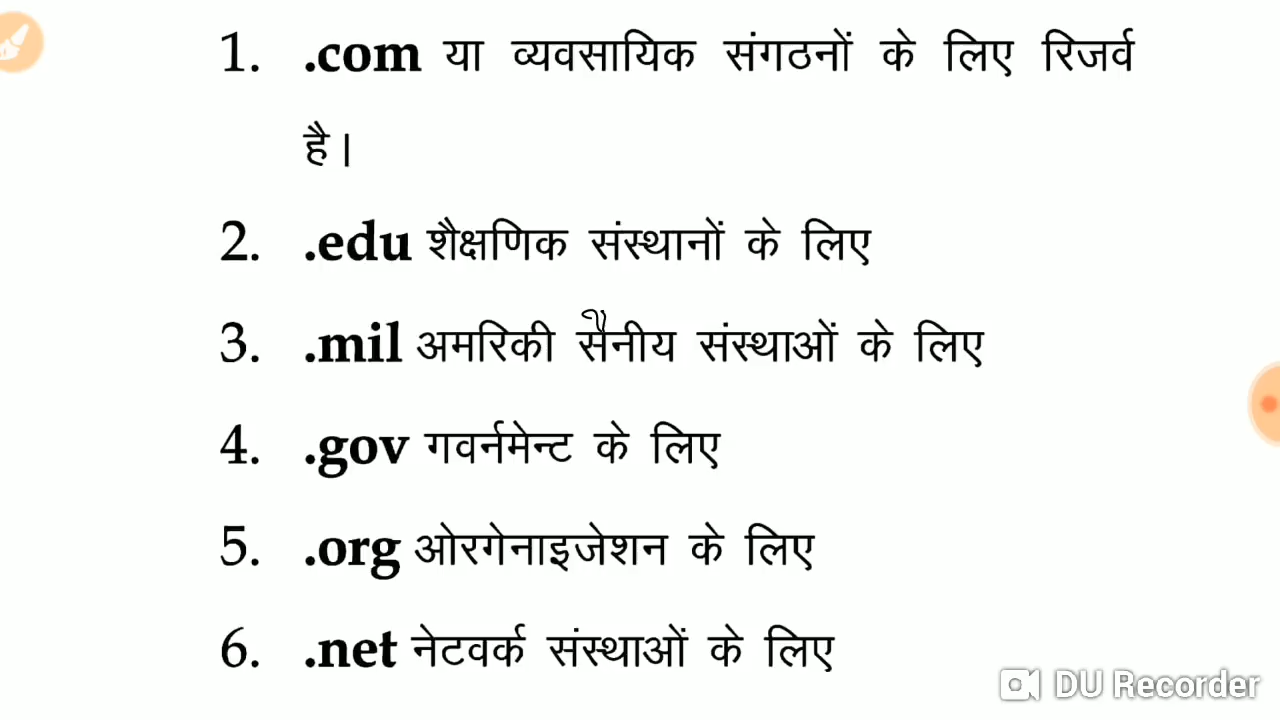 1. .com या व्यवसायिक संगठनों के लिए रिजर्व
है।
2. .edu शैक्षणिक संस्थानों के लिए
3. .mil अमरिकी सैनीय संस्थाओं के लिए
4. .gov गवर्नमेन्ट के लिए
5. .org ओरगेनाइजेशन के लिए
6. .net नेटवर्क संस्थाओं के लिए
DU Recorder